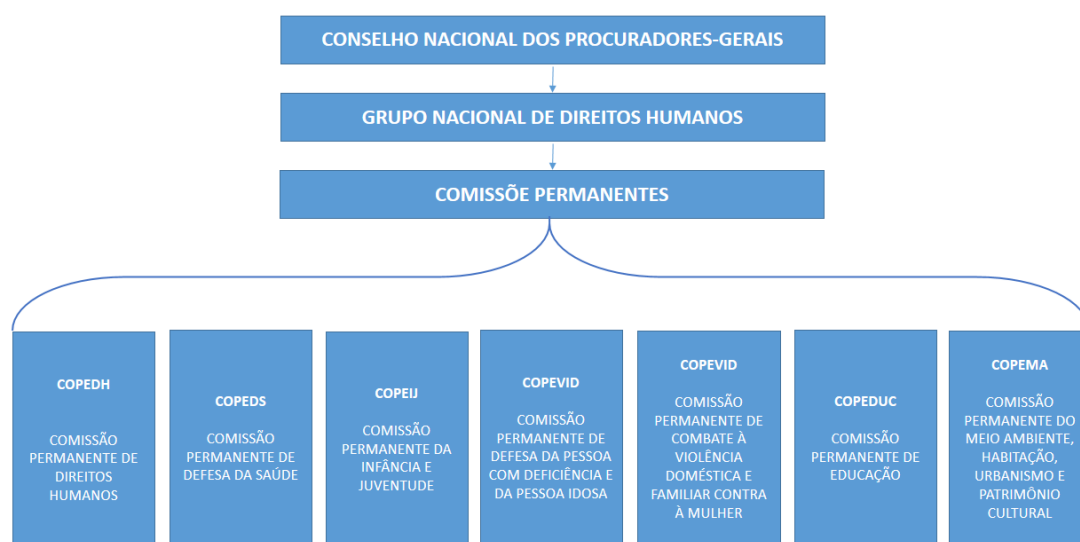 CONSELHO NACIONAL DOS PROCURADORES-GERAIS
GRUPO NACIONAL DE DIREITOS HUMANOS
COMISSÕE PERMANENTES
COPEDH
COMISSÃO
PERMANENTE DE
DIREITOS
HUMANOS
COPEDS
COMISSÃO
PERMANENTE DE
DEFESA DA SAÚDE
COPEIJ
COMISSÃO
PERMANENTE DA
INFÂNCIA E
JUVENTUDE
COPEVID
COMISSÃO
PERMANENTE DE
DEFESA DA PESSOA
COM DEFICIÊNCIA E
DA PESSOA IDOSA
COPEVID
COMISSÃO
PERMANENTE DE
COMBATE À
VIOLÊNCIA
DOMÉSTICA E
FAMILIAR CONTRA
À MULHER
COPEDUC
COMISSÃO
PERMANENTE DE
EDUCAÇÃO
COPEMA
COMISSÃO
PERMANENTE DO
MEIO AMBIENTE,
HABITAÇÃO,
URBANISMO E
PATRIMÔNIO
CULTURAL